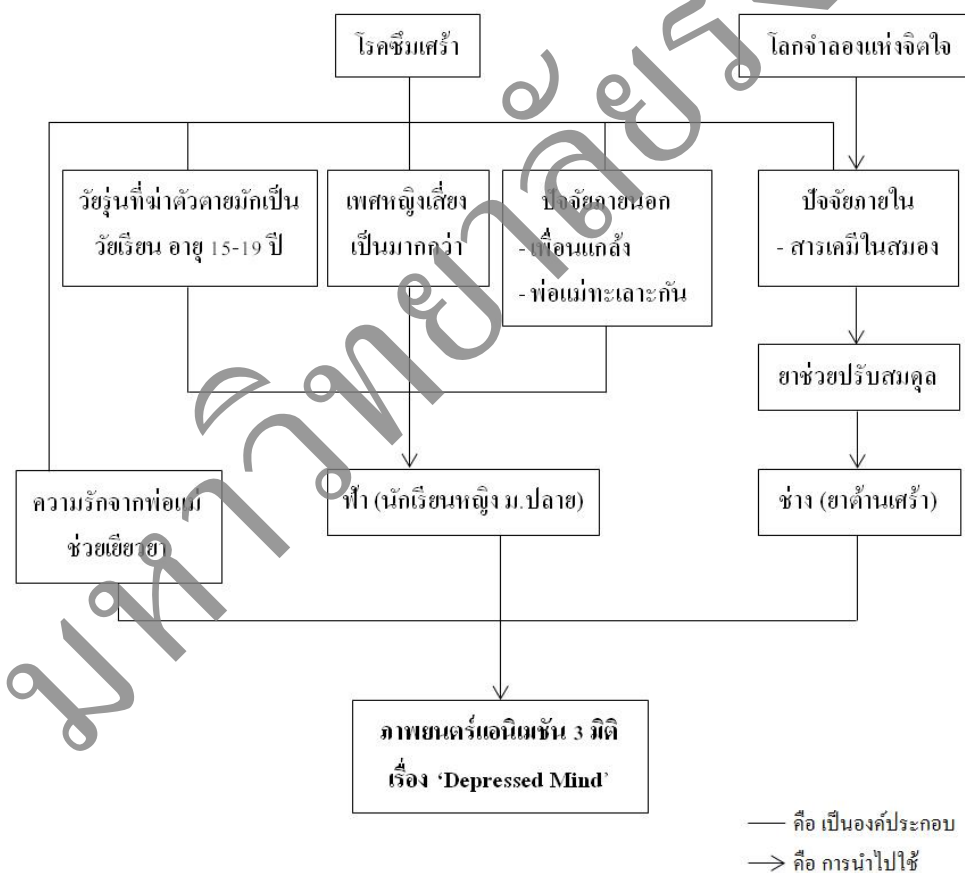 โรคซึมเศร้า
โลกจำลองแห่งจิตใจ
วัยรุ่นที่ฆ่าตัวตายมักเป็น
วัยเรียน อายุ 15-19 ปี
เพศหญิงเสี่ยง
เป็นมากกว่า
ปัจจัยภายนอก
- เพื่อนแกล้ง
- พ่อแม่ทะเลาะกัน
ปัจจัยภายใน
- สารเคมีในสมอง
ยาช่วยปรับสมดุล
ความรักจากพ่อแม่
ช่วยเยียวยา
ฟ้า (นักเรียนหญิง ม.ปลาย)
ช่าง (ยาต้านเศร้า)
ภาพยนตร์แอนิเมชัน 3 มิติ
เรื่อง ‘Depressed Mind’
คือ เป็นองค์ประกอบ
คือ การนำไปใช้
มหาวิทยาลัยร